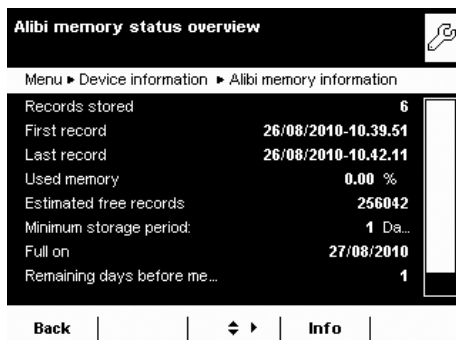 Alibi memory status overview
Menu ▸ Device information ▸ Alibi memory information
Records stored 6
First record 26/08/2010-10.39.51
Last record 26/08/2010-10.42.11
Used memory 0.00 %
Estimated free records 256042
Minimum storage period: 1 Da...
Full on 27/08/2010
Remaining days before me... 1
Back Info